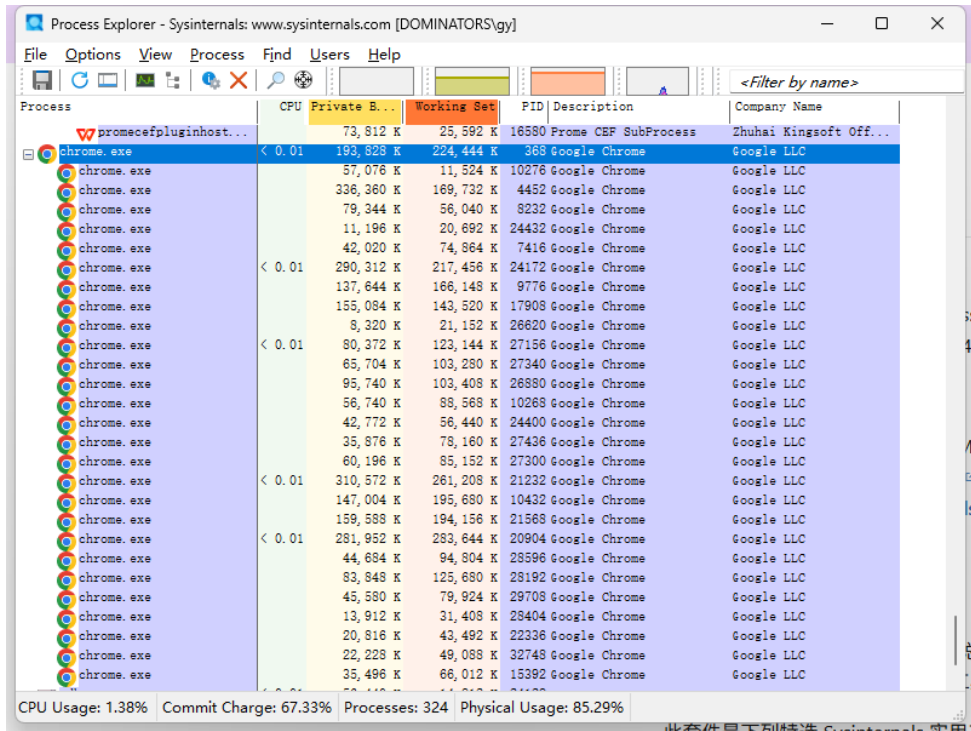 Process Explorer - Sysinternals: www.sysinternals.com [DOMINATORS\gy]
File Options View Process Find Users Help
<Filter by name>
Process CPU Private B... Working Set PID Description Company Name
promecefpluginhost... 73,812 K 25,592 K 16580 Prome CEF SubProcess Zhuhai Kingsoft Off...
chrome.exe < 0.01 193,828 K 224,444 K 368 Google Chrome Google LLC
chrome.exe 57,076 K 11,524 K 10276 Google Chrome Google LLC
chrome.exe 336,360 K 169,732 K 4452 Google Chrome Google LLC
chrome.exe 79,344 K 56,040 K 8232 Google Chrome Google LLC
chrome.exe 11,196 K 20,692 K 24432 Google Chrome Google LLC
chrome.exe 42,020 K 74,864 K 7416 Google Chrome Google LLC
chrome.exe < 0.01 290,312 K 217,456 K 24172 Google Chrome Google LLC
chrome.exe 137,644 K 166,148 K 9776 Google Chrome Google LLC
chrome.exe 155,084 K 143,520 K 17908 Google Chrome Google LLC
chrome.exe 8,320 K 21,152 K 26620 Google Chrome Google LLC
chrome.exe < 0.01 80,372 K 123,144 K 27156 Google Chrome Google LLC
chrome.exe 65,704 K 103,280 K 27340 Google Chrome Google LLC
chrome.exe 95,740 K 103,408 K 26880 Google Chrome Google LLC
chrome.exe 56,740 K 88,568 K 10268 Google Chrome Google LLC
chrome.exe 42,772 K 56,440 K 24400 Google Chrome Google LLC
chrome.exe 35,876 K 78,160 K 27436 Google Chrome Google LLC
chrome.exe 60,196 K 85,152 K 27300 Google Chrome Google LLC
chrome.exe < 0.01 310,572 K 261,208 K 21232 Google Chrome Google LLC
chrome.exe 147,004 K 195,680 K 10432 Google Chrome Google LLC
chrome.exe 159,588 K 194,156 K 21568 Google Chrome Google LLC
chrome.exe < 0.01 281,952 K 283,644 K 20904 Google Chrome Google LLC
chrome.exe 44,684 K 94,804 K 28596 Google Chrome Google LLC
chrome.exe 83,848 K 125,680 K 28192 Google Chrome Google LLC
chrome.exe 45,580 K 79,924 K 29708 Google Chrome Google LLC
chrome.exe 13,912 K 31,408 K 28404 Google Chrome Google LLC
chrome.exe 20,816 K 43,492 K 22336 Google Chrome Google LLC
chrome.exe 22,228 K 49,088 K 32748 Google Chrome Google LLC
chrome.exe 35,496 K 66,012 K 15392 Google Chrome Google LLC
CPU Usage: 1.38% Commit Charge: 67.33% Processes: 324 Physical Usage: 85.29%